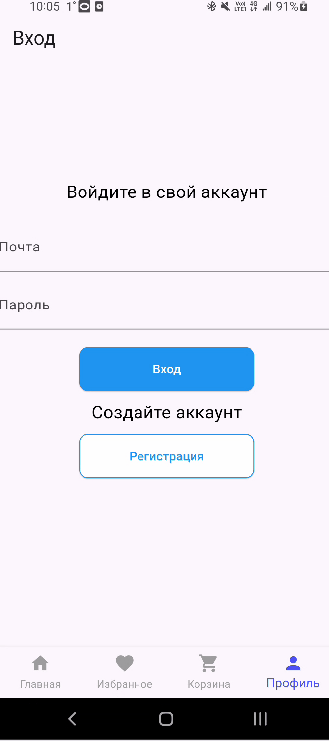 10:05 1° 91%
Вход
Войдите в свой аккаунт
Почта
Пароль
Вход
Создайте аккаунт
Регистрация
Главная Избранное Корзина Профиль